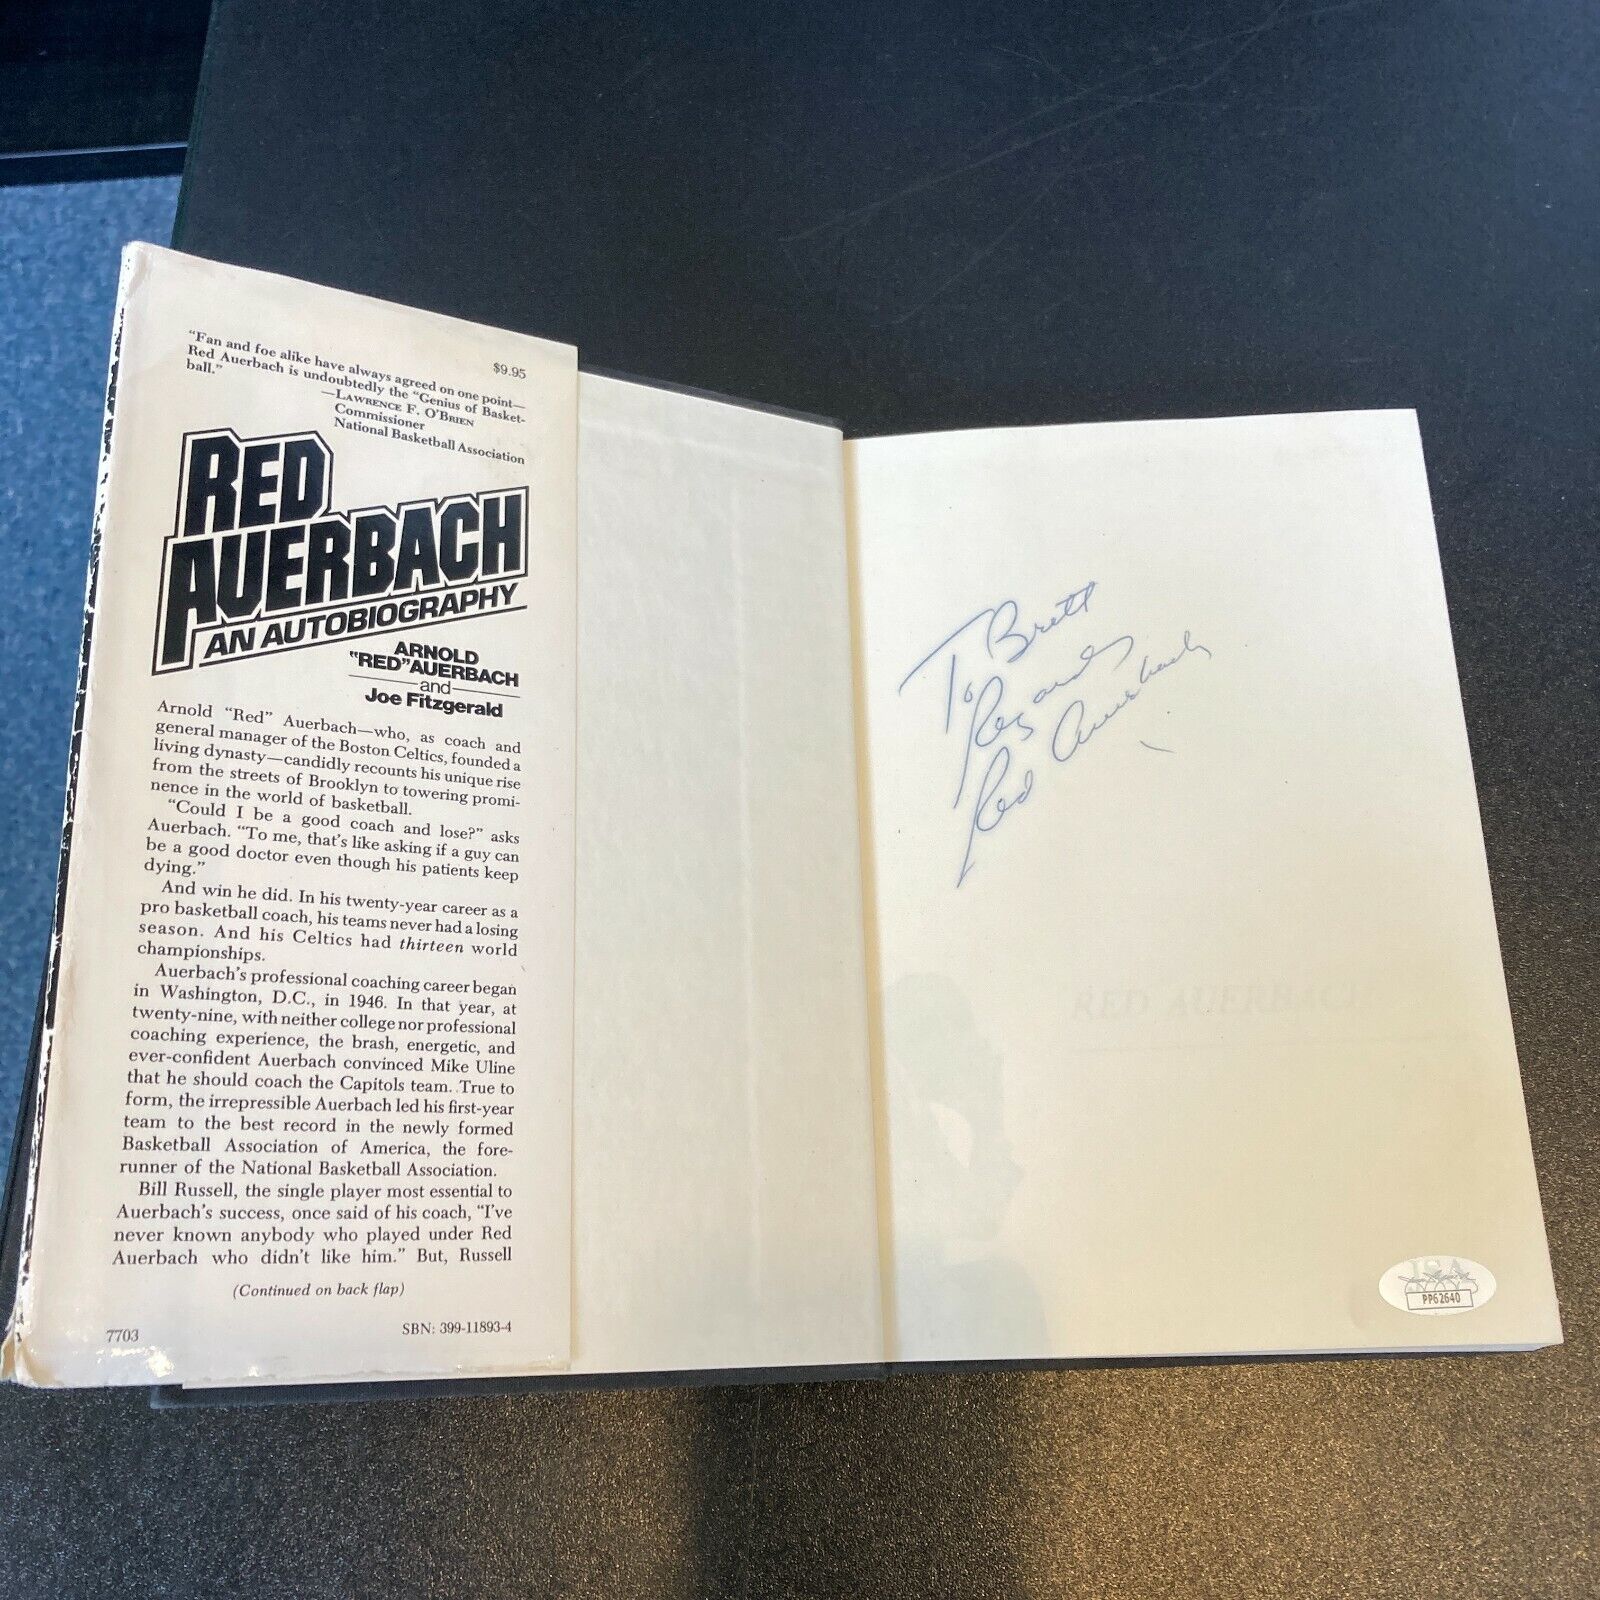 $9.95
"Fan and foe alike have always agreed on one point—
Red Auerbach is undoubtedly the "Genius of Basket-
ball."
—LAWRENCE F. O'BRIEN
Commissioner
National Basketball Association
RED
AUERBACH
AN AUTOBIOGRAPHY
ARNOLD
"RED" AUERBACH
and
Joe Fitzgerald
Arnold "Red" Auerbach—who, as coach and
general manager of the Boston Celtics, founded a
living dynasty—candidly recounts his unique rise
from the streets of Brooklyn to towering promi-
nence in the world of basketball.
"Could I be a good coach and lose?" asks
Auerbach. "To me, that's like asking if a guy can
be a good doctor even though his patients keep
dying."
And win he did. In his twenty-year career as a
pro basketball coach, his teams never had a losing
season. And his Celtics had thirteen world
championships.
Auerbach's professional coaching career began
in Washington, D.C., in 1946. In that year, at
twenty-nine, with neither college nor professional
coaching experience, the brash, energetic, and
ever-confident Auerbach convinced Mike Uline
that he should coach the Capitols team. True to
form, the irrepressible Auerbach led his first-year
team to the best record in the newly formed
Basketball Association of America, the fore-
runner of the National Basketball Association.
Bill Russell, the single player most essential to
Auerbach's success, once said of his coach, "I've
never known anybody who played under Red
Auerbach who didn't like him." But, Russell
(Continued on back flap)
7703
SBN: 399-11893-4
To Brett
Regards
Red Auerbach
RED AUERBACH
JSA
PP62640